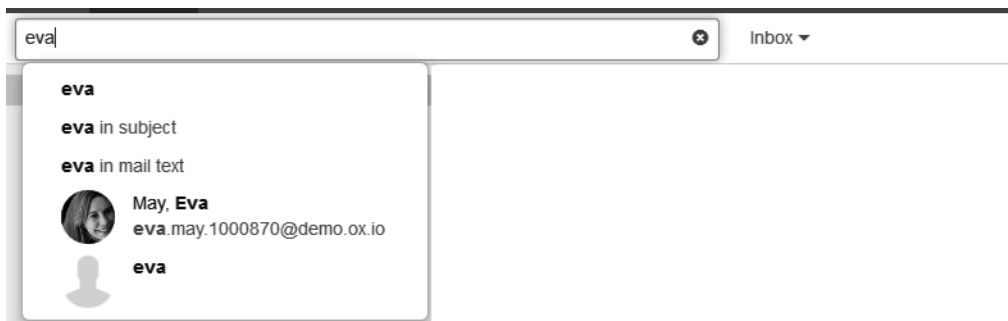 eva
Inbox
eva
eva in subject
eva in mail text
May, Eva
eva.may.1000870@demo.ox.io
eva